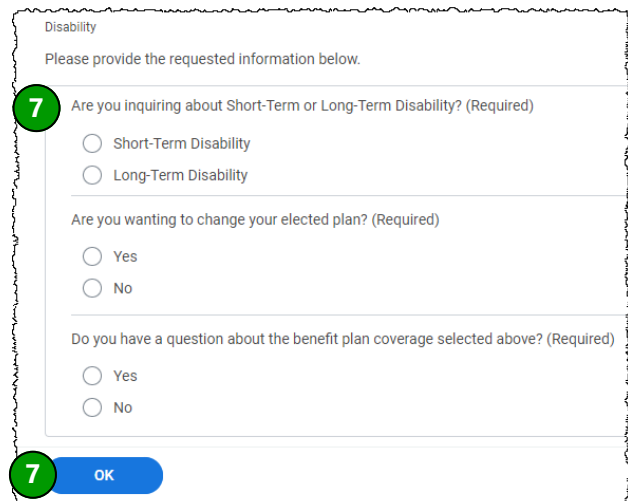 Disability
Please provide the requested information below.
7 Are you inquiring about Short-Term or Long-Term Disability? (Required)
Short-Term Disability
Long-Term Disability
Are you wanting to change your elected plan? (Required)
Yes
No
Do you have a question about the benefit plan coverage selected above? (Required)
Yes
No
7 OK